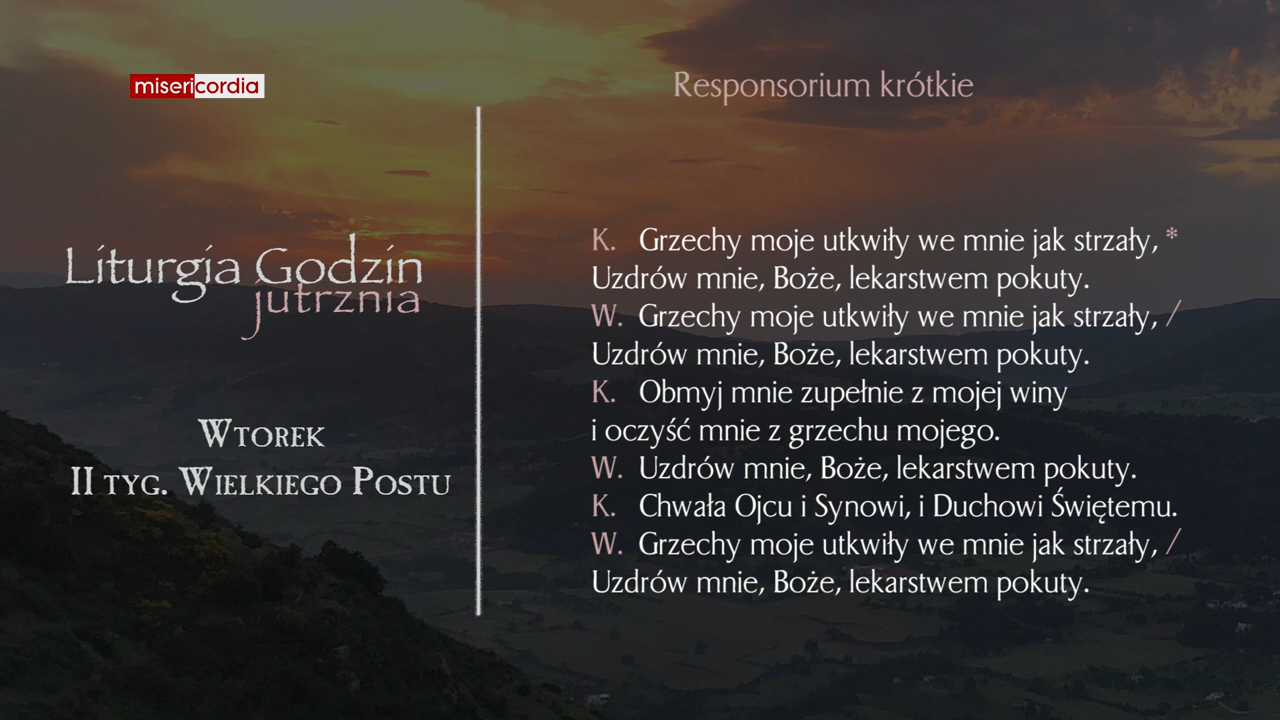 misericordia
Liturgia Godzin
jutrznia
Wtorek
II tyg. Wielkiego Postu
Responsorium krótkie
K. Grzechy moje utkwiły we mnie jak strzały, *
Uzdrów mnie, Boże, lekarstwem pokuty.
W. Grzechy moje utkwiły we mnie jak strzały, /
Uzdrów mnie, Boże, lekarstwem pokuty.
K. Obmyj mnie zupełnie z mojej winy
i oczyść mnie z grzechu mojego.
W. Uzdrów mnie, Boże, lekarstwem pokuty.
K. Chwała Ojcu i Synowi, i Duchowi Świętemu.
W. Grzechy moje utkwiły we mnie jak strzały, /
Uzdrów mnie, Boże, lekarstwem pokuty.